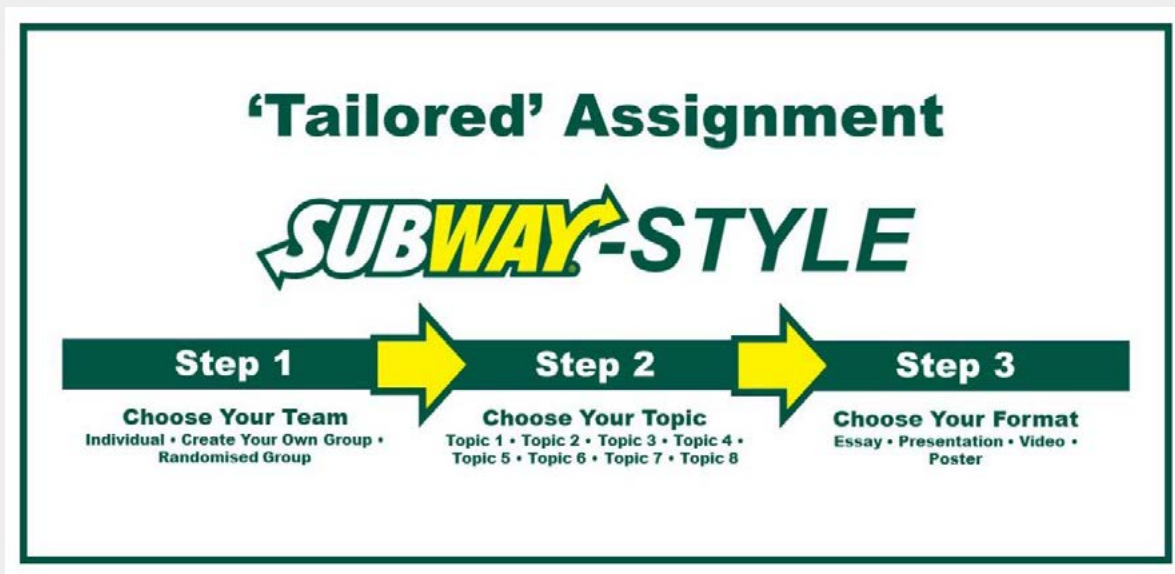 ‘Tailored’ Assignment
SUBWAY®-STYLE
Step 1
Step 2
Step 3
Choose Your Team
Individual • Create Your Own Group •
Randomised Group
Choose Your Topic
Topic 1 • Topic 2 • Topic 3 • Topic 4 •
Topic 5 • Topic 6 • Topic 7 • Topic 8
Choose Your Format
Essay • Presentation • Video •
Poster